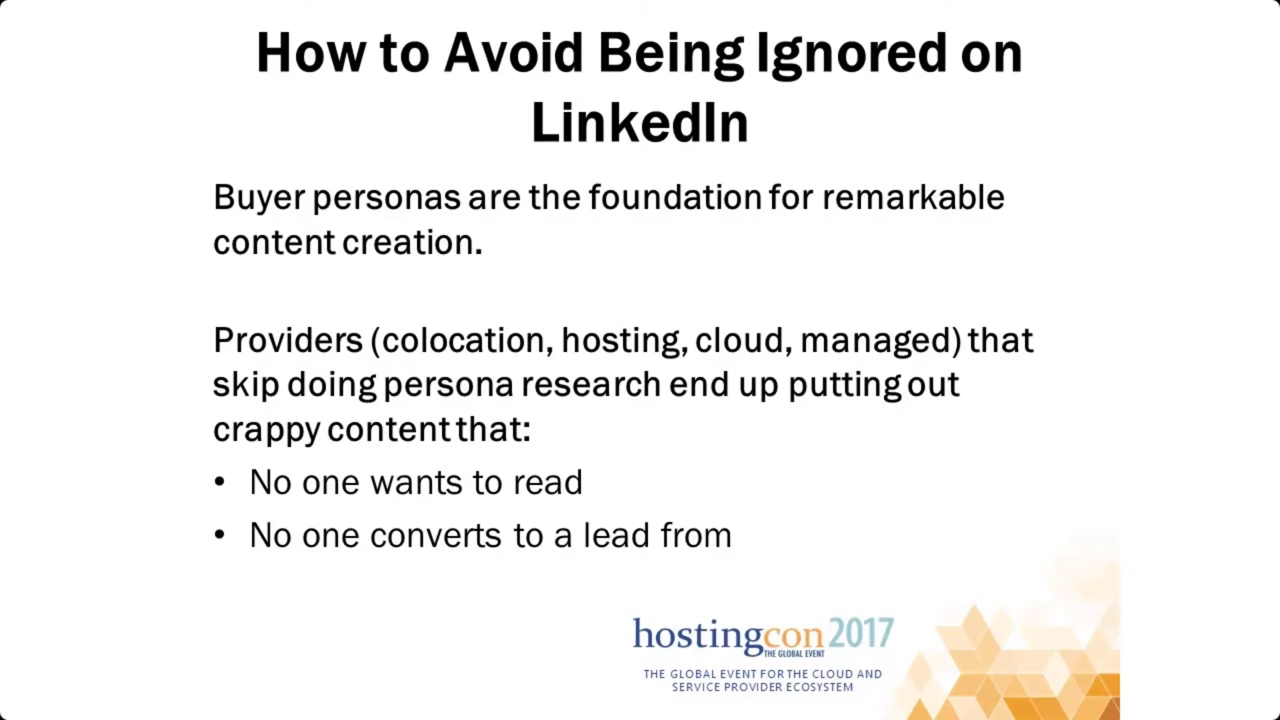 How to Avoid Being Ignored on
LinkedIn
Buyer personas are the foundation for remarkable
content creation.
Providers (colocation, hosting, cloud, managed) that
skip doing persona research end up putting out
crappy content that:
• No one wants to read
• No one converts to a lead from
hostingcon 2017
THE GLOBAL EVENT
THE GLOBAL EVENT FOR THE CLOUD AND
SERVICE PROVIDER ECOSYSTEM